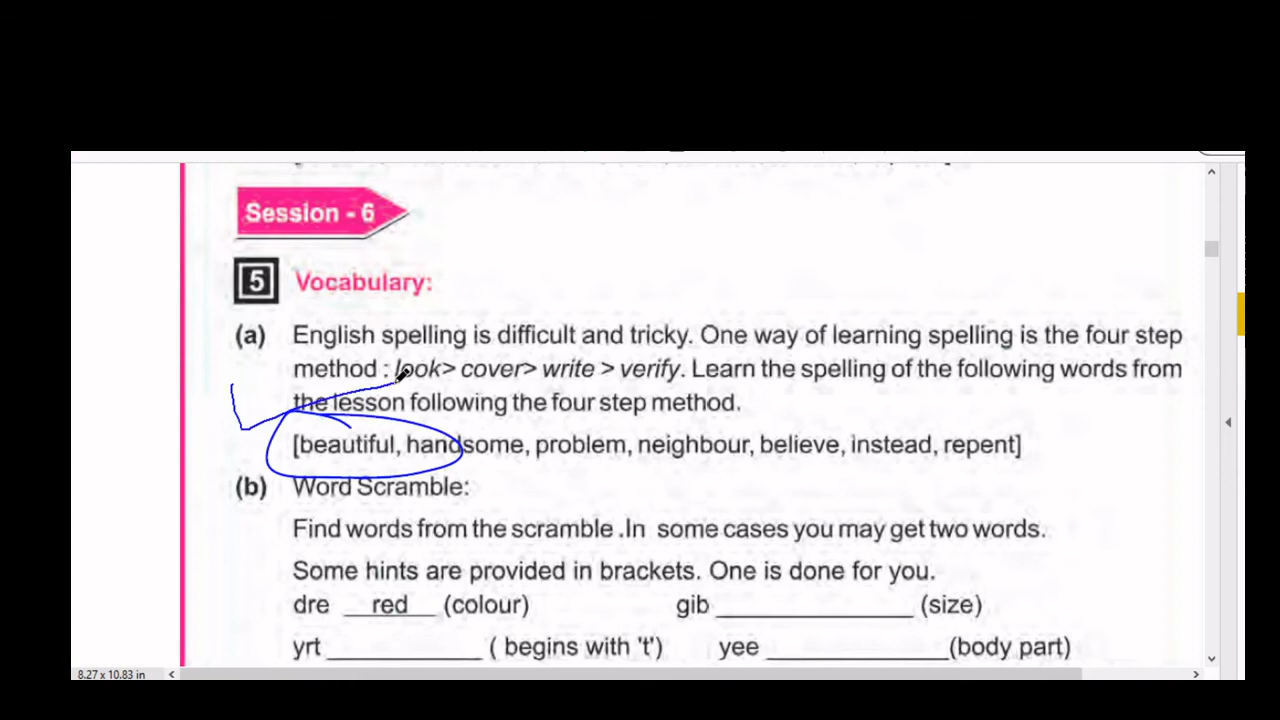 Session - 6
5 Vocabulary:
(a) English spelling is difficult and tricky. One way of learning spelling is the four step
method : look> cover> write > verify. Learn the spelling of the following words from
the lesson following the four step method.
[beautiful, handsome, problem, neighbour, believe, instead, repent]
(b) Word Scramble:
Find words from the scramble .In some cases you may get two words.
Some hints are provided in brackets. One is done for you.
dre __red__ (colour) gib ______________ (size)
yrt ___________ ( begins with 't') yee _____________(body part)
8.27 x 10.83 in